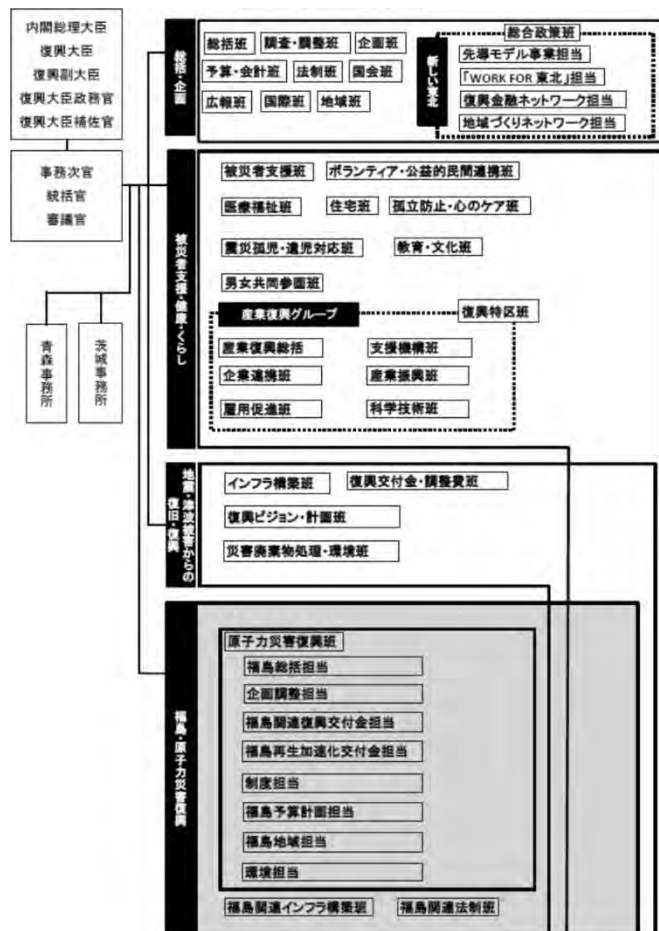 内閣総理大臣
復興大臣
復興副大臣
復興大臣政務官
復興大臣補佐官
事務次官
統括官
審議官
青森事務所
茨城事務所
総括・企画
総括班 調査・調整班 企画班
予算・会計班 法制班 国会班
広報班 国際班 地域班
新しい東北
総合政策班
先導モデル事業担当
「WORK FOR 東北」担当
復興金融ネットワーク担当
地域づくりネットワーク担当
被災者支援・健康・くらし
被災者支援班 ボランティア・公益的民間連携班
医療福祉班 住宅班 孤立防止・心のケア班
震災孤児・遺児対応班 教育・文化班
男女共同参画班
産業復興グループ 復興特区班
産業復興総括 支援機構班
企業連携班 産業振興班
雇用促進班 科学技術班
地震・津波被害からの
復旧・復興
インフラ構築班 復興交付金・調整費班
復興ビジョン・計画班
災害廃棄物処理・環境班
福島・原子力災害復興
原子力災害復興班
福島総括担当
企画調整担当
福島関連復興交付金担当
福島再生加速化交付金担当
制度担当
福島予算計画担当
福島地域担当
環境担当
福島関連インフラ構築班 福島関連法制班